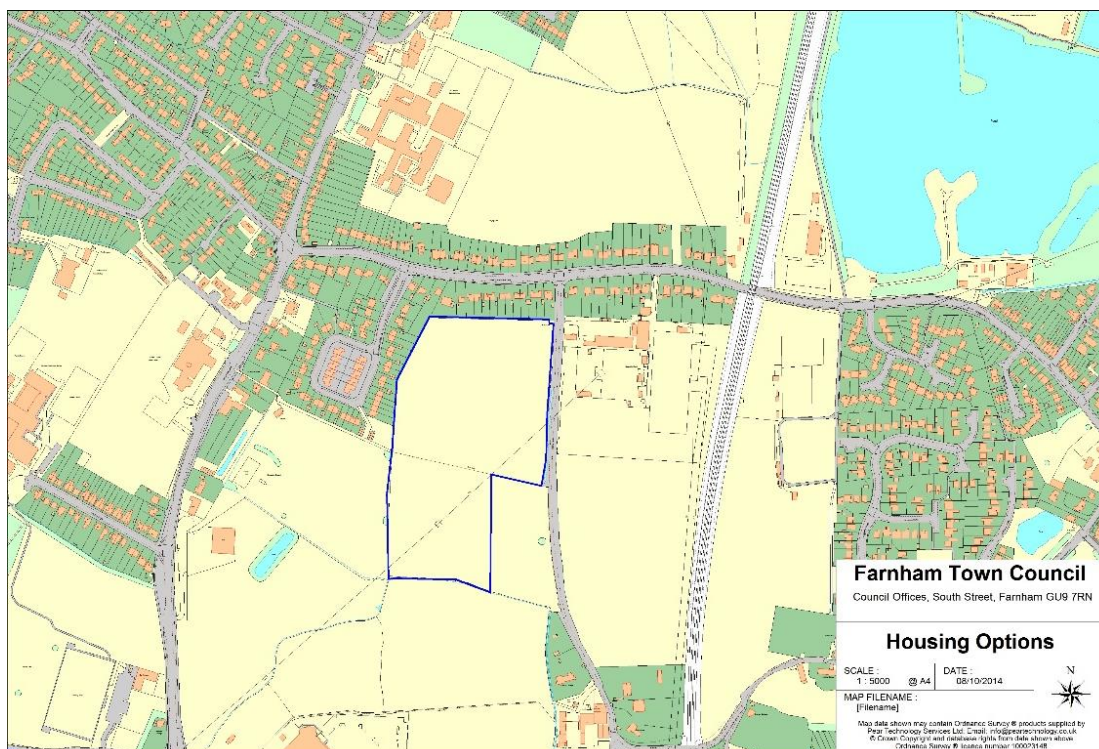 Farnham Town Council
Council Offices, South Street, Farnham GU9 7RN
Housing Options
SCALE :
1 : 5000 @ A4
DATE :
08/10/2014
N
MAP FILENAME :
[Filename]
Map data shown may contain Ordnance Survey ® products supplied by
Pear Technology Services Ltd. Email: info@peartechnology.co.uk
© Crown Copyright and database rights from date shown above
Ordnance Survey ® licence number 100023148